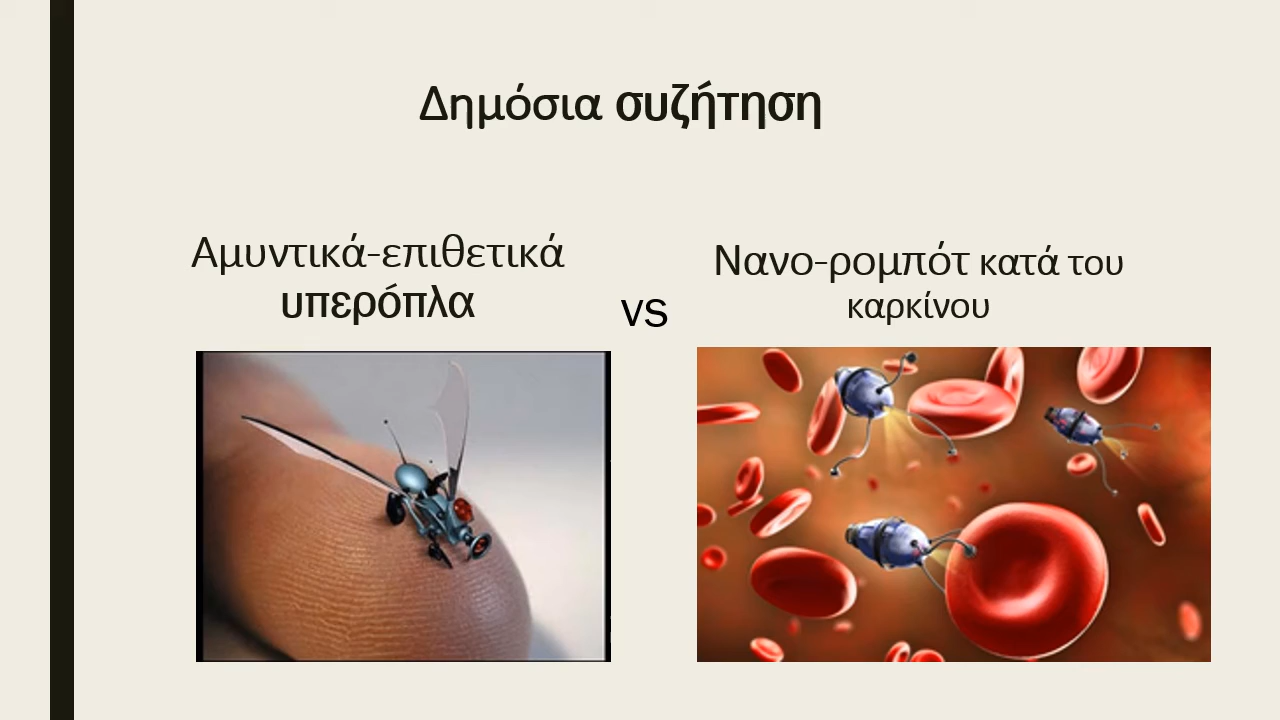 Δημόσια συζήτηση
Αμυντικά-επιθετικά
υπερόπλα
vs
Νανο-ρομπότ κατά του
καρκίνου